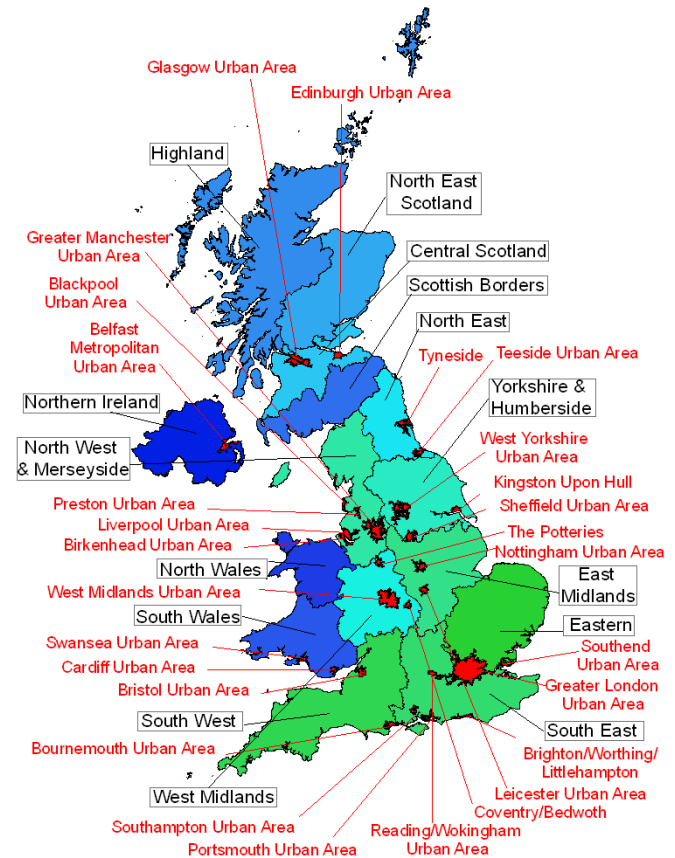 Glasgow Urban Area
Edinburgh Urban Area
Highland
North East
Scotland
Greater Manchester
Urban Area
Central Scotland
Blackpool
Urban Area
Scottish Borders
North East
Belfast
Metropolitan
Urban Area
Tyneside
Teeside Urban Area
Northern Ireland
Yorkshire &
Humberside
North West
& Merseyside
West Yorkshire
Urban Area
Kingston Upon Hull
Preston Urban Area
Sheffield Urban Area
Liverpool Urban Area
The Potteries
Birkenhead Urban Area
Nottingham Urban Area
North Wales
East
Midlands
West Midlands Urban Area
South Wales
Eastern
Swansea Urban Area
Southend
Urban Area
Cardiff Urban Area
Greater London
Urban Area
Bristol Urban Area
South West
South East
Bournemouth Urban Area
Brighton/Worthing/
Littlehampton
West Midlands
Leicester Urban Area
Coventry/Bedwoth
Southampton Urban Area
Reading/Wokingham
Urban Area
Portsmouth Urban Area